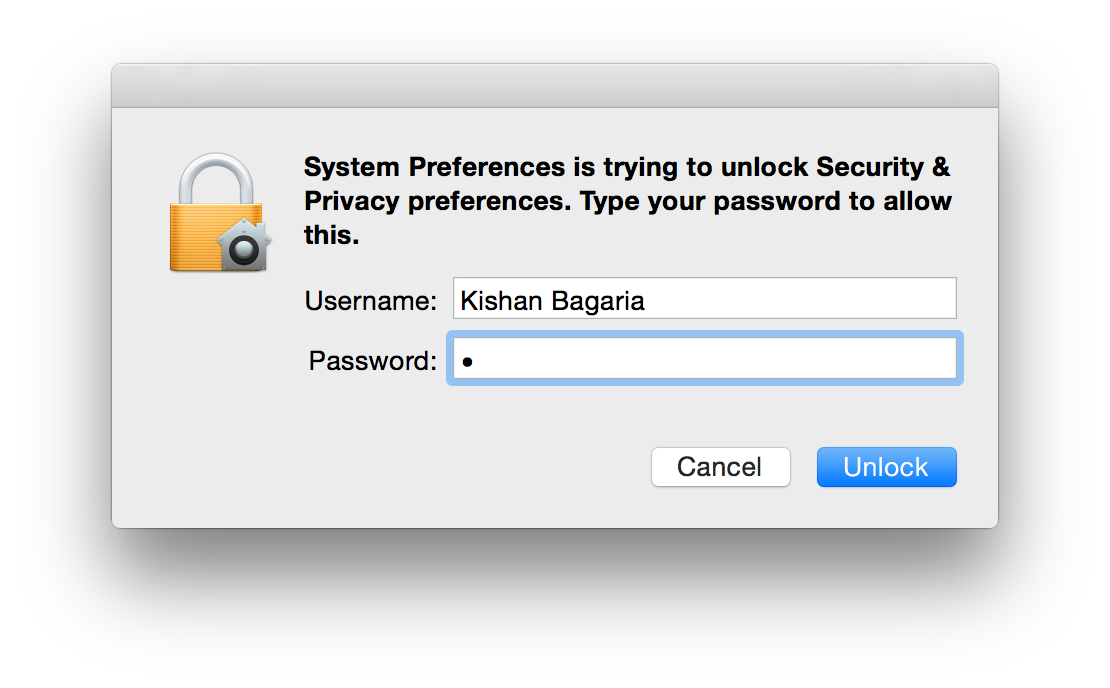 System Preferences is trying to unlock Security &
Privacy preferences. Type your password to allow
this.
Username: Kishan Bagaria
Password: •
Cancel Unlock